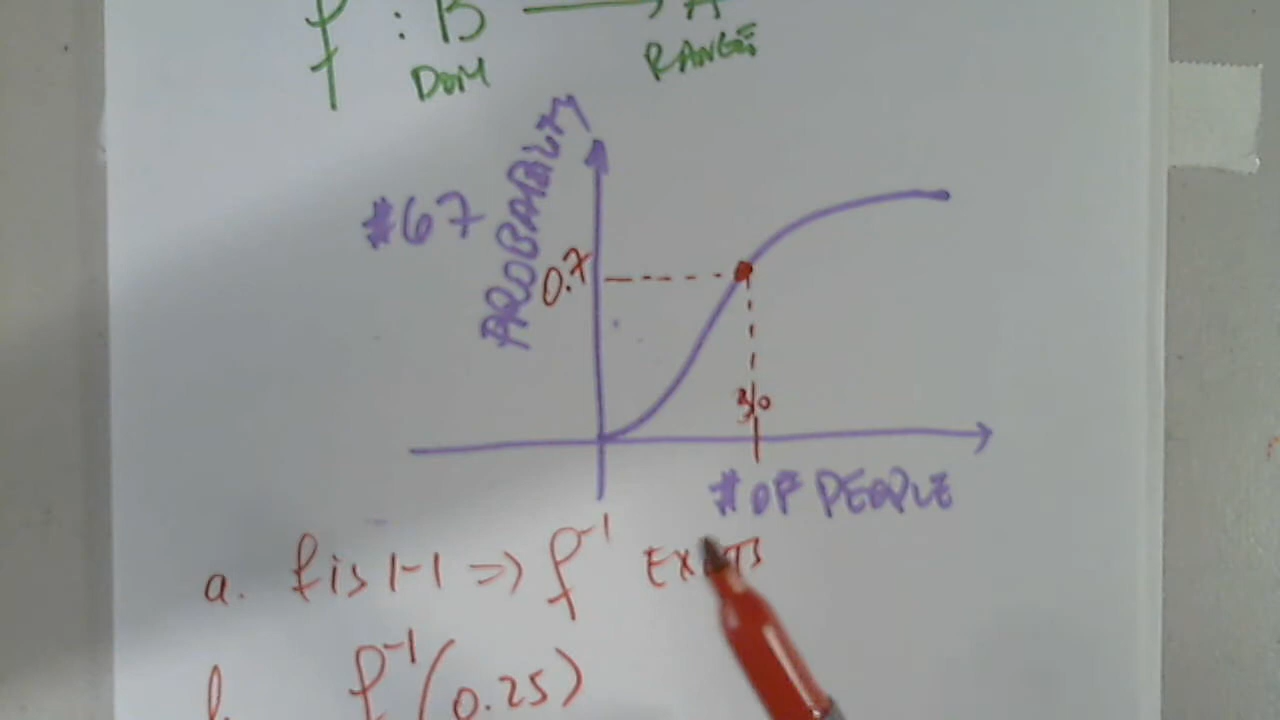 f : B → A
DOM RANGE
#67
PROBABILITY
0.7
30
# OF PEOPLE
a. f is 1-1 => f⁻¹ EXISTS
b. f⁻¹(0.25)